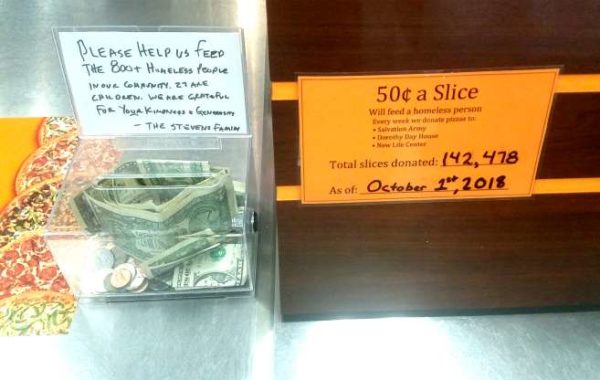 PLEASE HELP US FEED
THE 800+ HOMELESS PEOPLE
IN OUR COMMUNITY. 27 ARE
CHILDREN. WE ARE GRATEFUL
FOR YOUR KINDNESS & GENEROSITY
- THE STEVENS FAMILY
50¢ a Slice
Will feed a homeless person
Every week we donate pizzas to:
• Salvation Army
• Dorothy Day House
• New Life Center
Total slices donated: 142,478
As of: October 1st, 2018